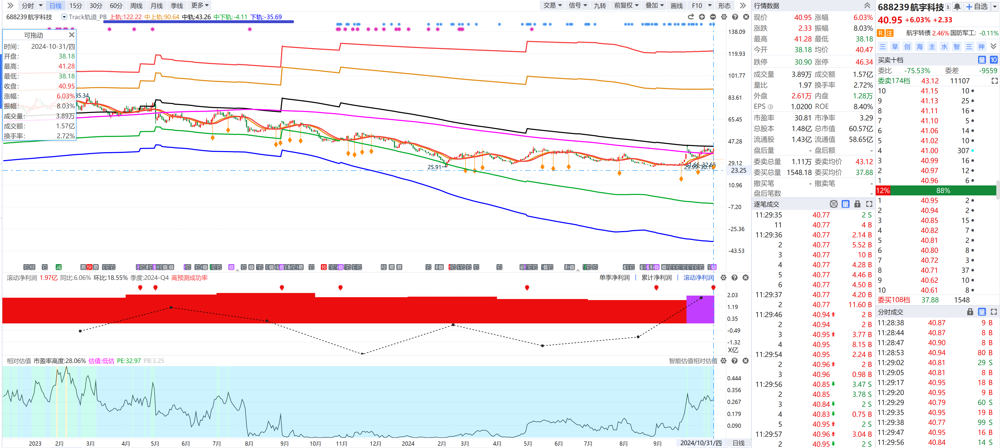 分时 日线 15分 30分 60分 周线 月线 季线 更多 交易 信号 九转 前复权 叠加 画线 F10 形态
688239 航宇科技 Track轨道_PB 上轨:122.22 中上轨:90.64 中轨:43.26 中下轨:-4.11 下轨:-35.69
可拖动
时间: 2024-10-31/四
开盘: 38.18
最高: 41.28
最低: 38.18
收盘: 40.95
涨幅: 6.03%
振幅: 8.03%
成交量: 3.89万
成交额: 1.57亿
换手率: 2.72%
25.91
138.09
119.93
101.77
83.61
65.45
47.28
29.12
23.25
10.96
-7.20
-25.36
-43.53
滚动净利润 1.97亿 同比:6.06% 环比:18.55% 季度:2024-Q4 高预测成功率
单季净利润 累计净利润 滚动净利润
2.03
1.19
0.35
-0.49
-1.32
X亿
相对估值 市盈率高度:28.06% 估值:低估 PE:32.97 PB:3.25
智能估值相对估值
0.444
0.356
0.267
0.179
0.090
2023 2月 3月 4月 5月 6月 7月 8月 9月 10月 11月 12月 2024 2月 3月 4月 5月 6月 7月 8月 9月 2024/10/31/四 日线
行情数据
现价 40.95 涨幅 6.03%
涨跌 2.33 振幅 8.03%
最高 41.28 最低 38.18
今开 38.18 均价 40.47
跌停 30.90 涨停 46.34
成交量 3.89万 成交额 1.57亿
量比 1.97 换手率 2.72%
外盘 2.61万 内盘 1.28万
EPS ③ 1.0200 ROE 8.40%
市盈率 30.81 市净率 3.29
总股本 1.48亿 总市值 60.57亿
流通股 1.43亿 流通值 58.65亿
盘后量 - 盘后额 -
委卖总量 1.11万 委卖均价 43.12
委买总量 1548.18 委买均价 37.88
撤买笔 - 撤卖笔 -
盘后笔数 -
逐笔成交 单 量
11:29:35 40.77 2 S
11 40.77 4 B
11:29:36 40.77 2.14 B
2 40.77 5.52 B
3 40.77 10 B
4 40.77 4.28 B
5 40.77 4.46 B
6 40.77 4.50 B
11:29:37 40.77 4.20 B
2 40.77 11.60 B
11:29:46 40.94 2 B
2 40.94 2 B
3 40.95 3.77 B
4 40.95 8.15 B
11:29:54 40.95 2.24 B
2 40.96 2 B
3 40.96 0.98 B
11:29:56 40.85 3.47 S
2 40.85 3.78 S
3 40.84 2 S
4 40.83 0.75 B
5 40.95 2 S
11:29:57 40.96 3.04 B
2 40.95 2 S
688239 航宇科技 自选
40.95 +6.03% +2.33
R 注 航宇转债 2.46% 国防军工: -0.11%
三 旱 创 海 主 水 智 三 神
买卖十档 量 10
委比 -75.53% 委差 -9559
委卖174档 43.12 11107
10 41.15 10
9 41.13 25
8 41.11 16
7 41.10 5
6 41.06 14
5 41.02 10
4 41.00 307
3 40.99 16
2 40.97 12
1 40.96 6
12% 88%
1 40.95 2
2 40.94 2
3 40.85 15
4 40.82 7
5 40.81 2
6 40.80 8
7 40.72 3
8 40.71 37
9 40.62 10
10 40.61 8
委买108档 37.88 1548
分时成交 量
11:28:38 40.87 9 B
11:28:44 40.87 8 B
11:28:47 40.90 8 B
11:28:53 40.94 80 B
11:29:02 40.81 29 S
11:29:05 40.81 8 B
11:29:17 40.95 18 B
11:29:20 40.95 9 B
11:29:29 40.79 60 S
11:29:35 40.95 19 B
11:29:38 40.77 99 S
11:29:47 40.95 16 B
11:29:56 40.84 14 S